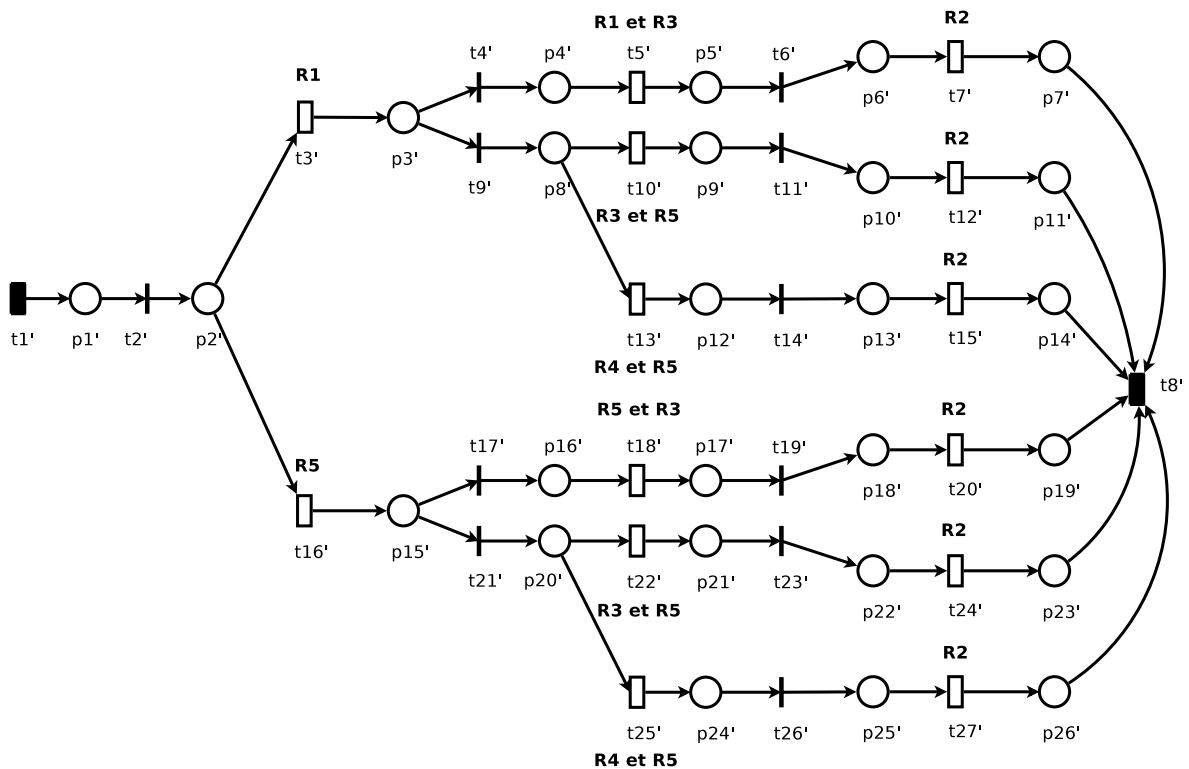 R1 et R3
R2
t4' p4' t5' p5' t6'
R1
p6' t7' p7'
R2
t3' p3'
t9' p8' t10' p9' t11'
R3 et R5
p10' t12' p11'
R2
t1' p1' t2' p2'
t13' p12' t14' p13' t15' p14'
R4 et R5
t8'
R5 et R3
R2
t17' p16' t18' p17' t19'
R5
p18' t20' p19'
R2
t16' p15'
t21' p20' t22' p21' t23'
R3 et R5
p22' t24' p23'
R2
t25' p24' t26' p25' t27' p26'
R4 et R5